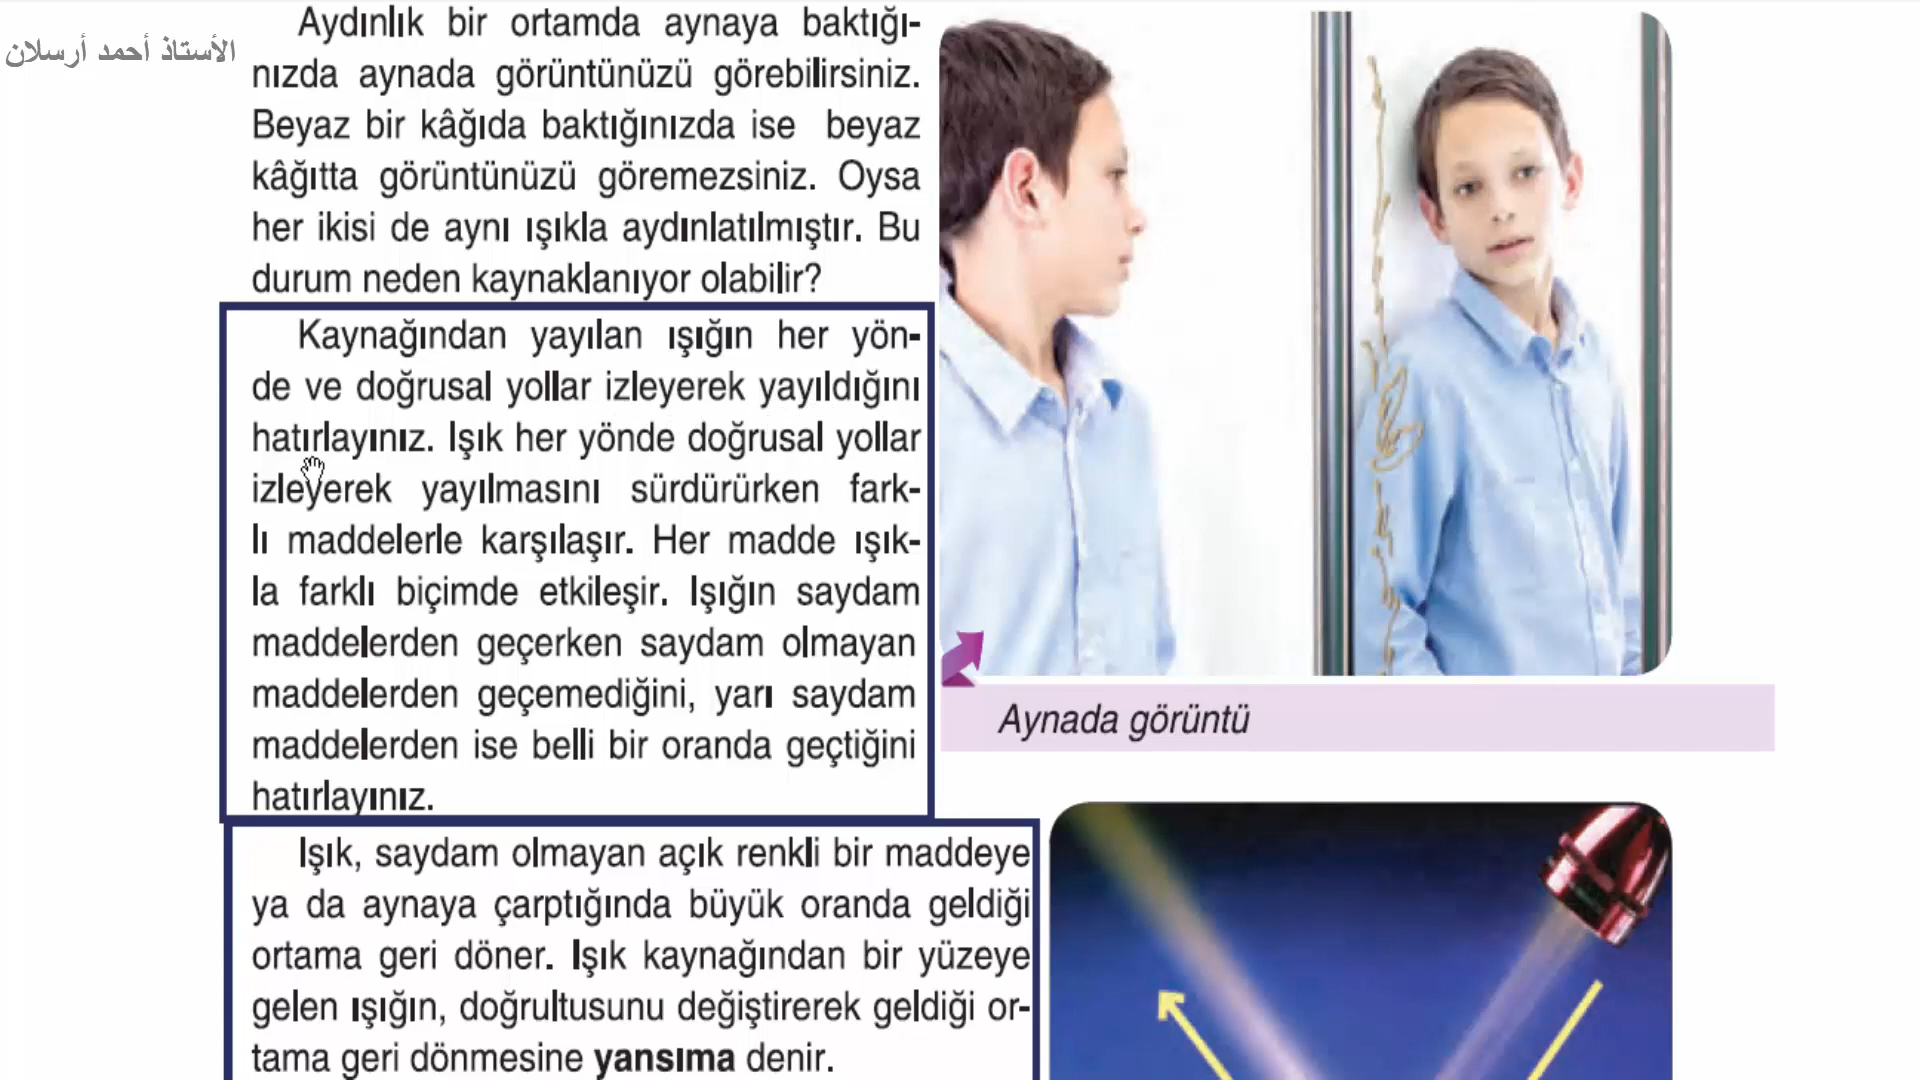 الأستاذ أحمد أرسلان
Aydınlık bir ortamda aynaya baktığı-
nızda aynada görüntünüzü görebilirsiniz.
Beyaz bir kâğıda baktığınızda ise beyaz
kâğıtta görüntünüzü göremezsiniz. Oysa
her ikisi de aynı ışıkla aydınlatılmıştır. Bu
durum neden kaynaklanıyor olabilir?
Kaynağından yayılan ışığın her yön-
de ve doğrusal yollar izleyerek yayıldığını
hatırlayınız. Işık her yönde doğrusal yollar
izleyerek yayılmasını sürdürürken fark-
lı maddelerle karşılaşır. Her madde ışık-
la farklı biçimde etkileşir. Işığın saydam
maddelerden geçerken saydam olmayan
maddelerden geçemediğini, yarı saydam
maddelerden ise belli bir oranda geçtiğini
hatırlayınız.
Işık, saydam olmayan açık renkli bir maddeye
ya da aynaya çarptığında büyük oranda geldiği
ortama geri döner. Işık kaynağından bir yüzeye
gelen ışığın, doğrultusunu değiştirerek geldiği or-
tama geri dönmesine yansıma denir.
Aynada görüntü